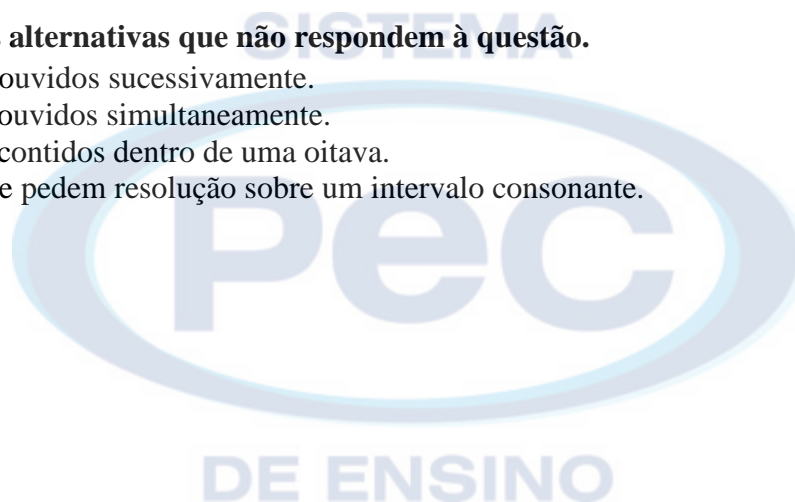 SISTEMA
s alternativas que não respondem à questão.
ouvidos sucessivamente.
ouvidos simultaneamente.
contidos dentro de uma oitava.
e pedem resolução sobre um intervalo consonante.
Pec
DE ENSINO